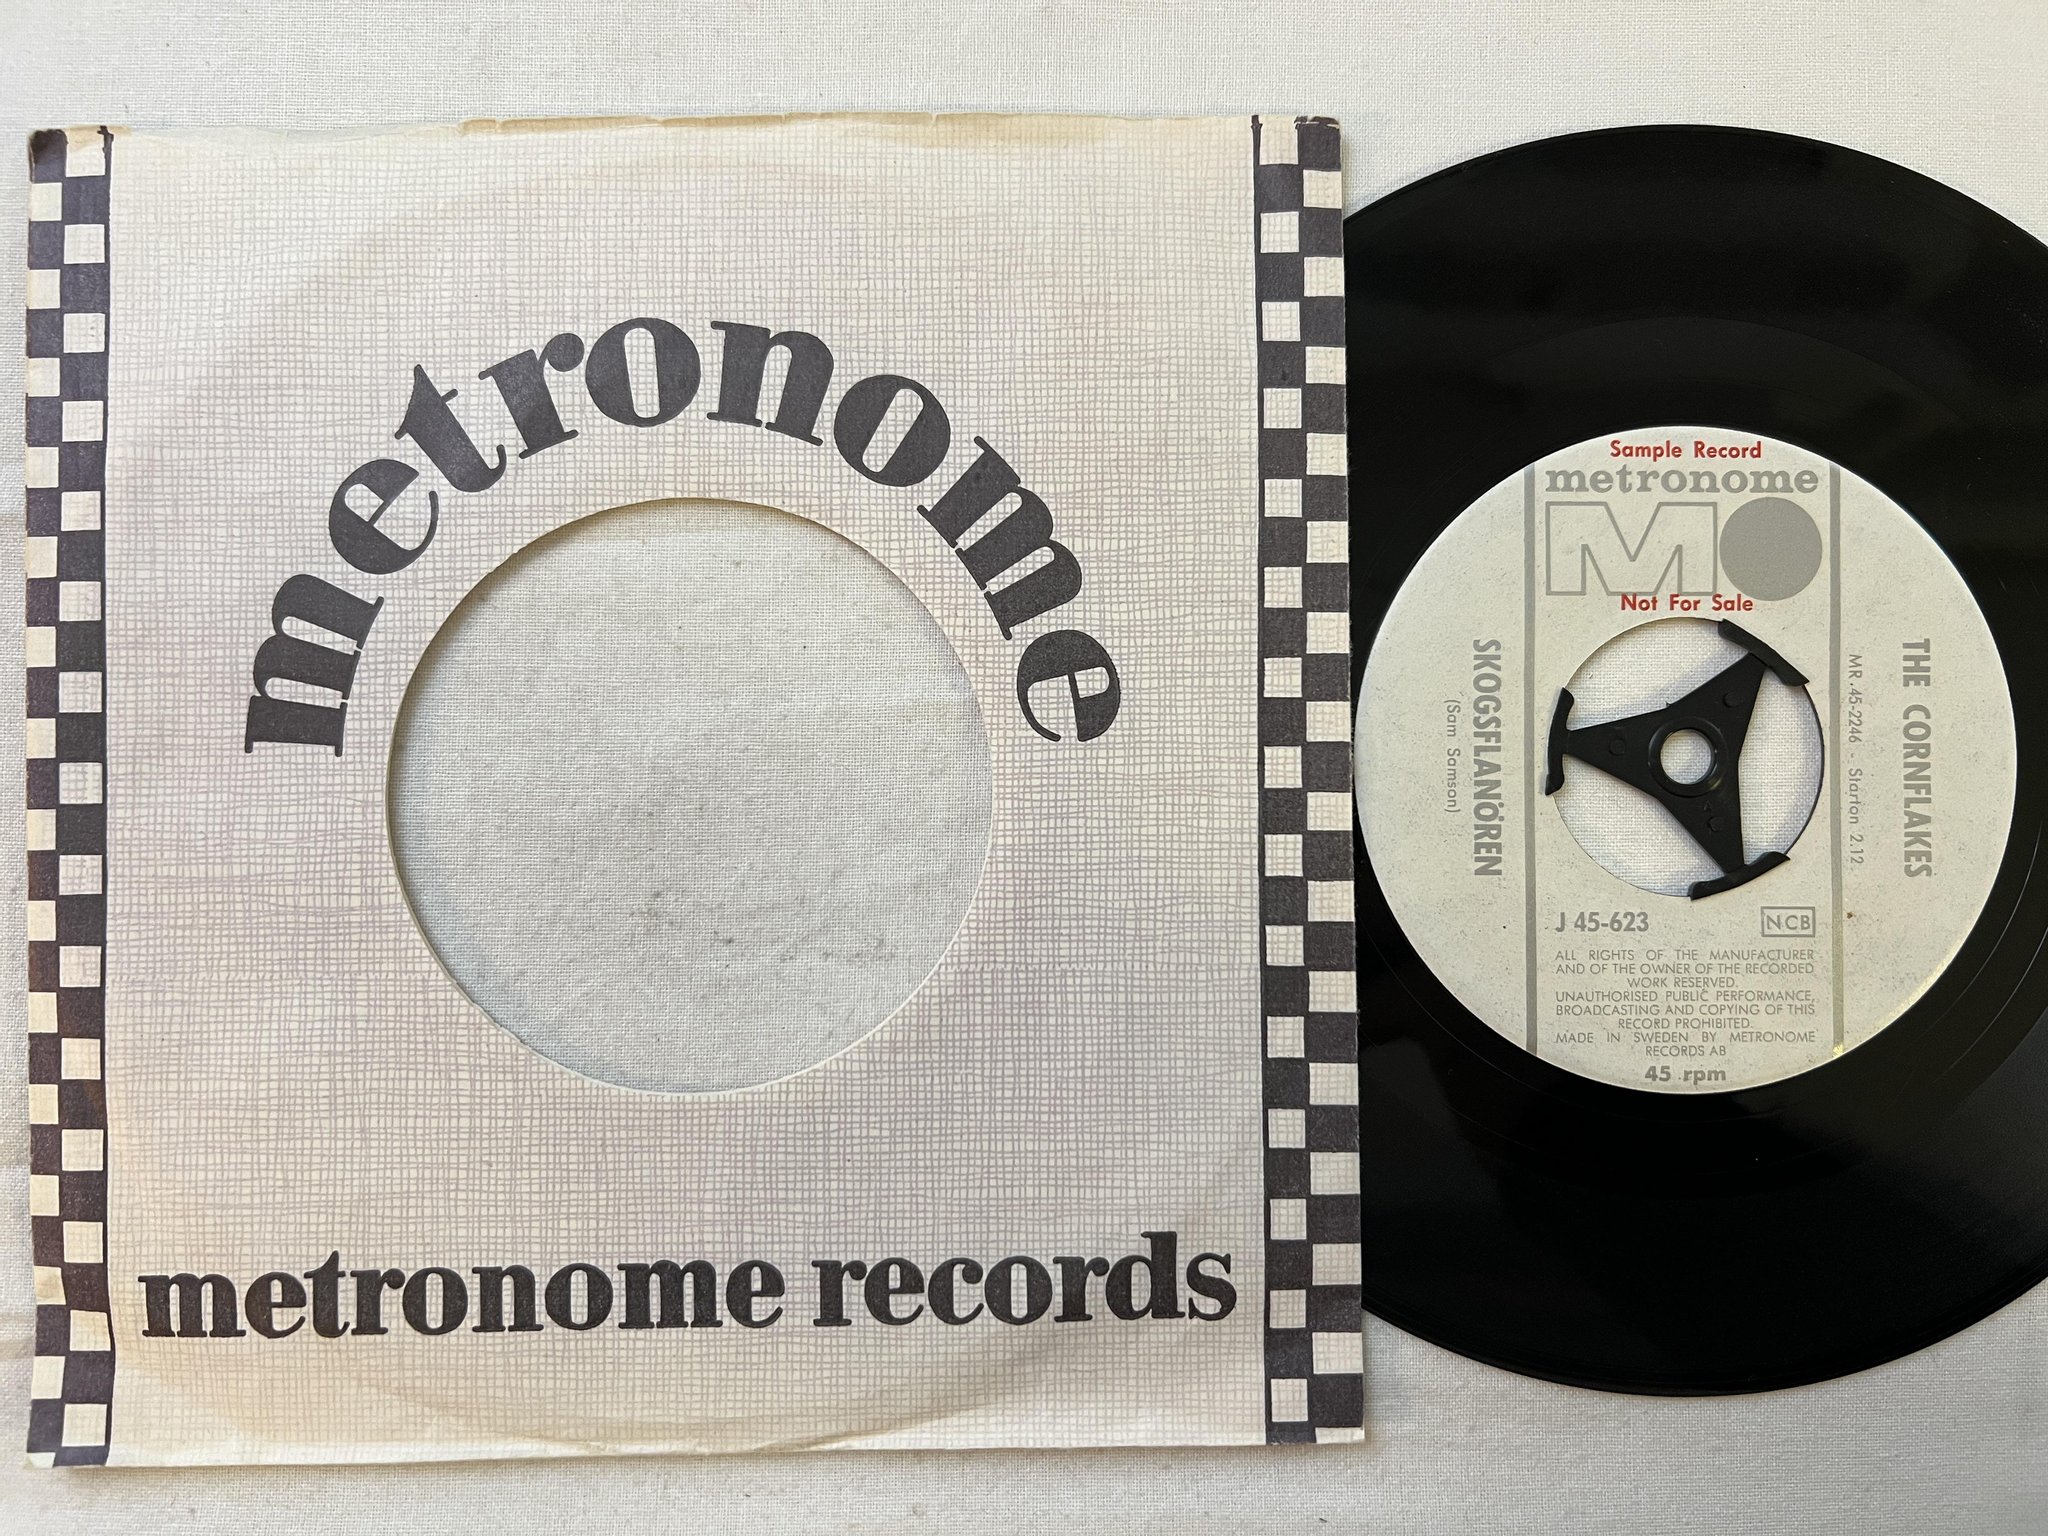 metronome
metronome records
Sample Record
metronome
M
Not For Sale
SKOGSFLANÖREN
(Sam Samson)
THE CORNFLAKES
MR.45-2246 - Starton 2.12
J 45-623
NCB
ALL RIGHTS OF THE MANUFACTURER
AND OF THE OWNER OF THE RECORDED
WORK RESERVED.
UNAUTHORISED PUBLIC PERFORMANCE,
BROADCASTING AND COPYING OF THIS
RECORD PROHIBITED.
MADE IN SWEDEN BY METRONOME
RECORDS AB
45 rpm